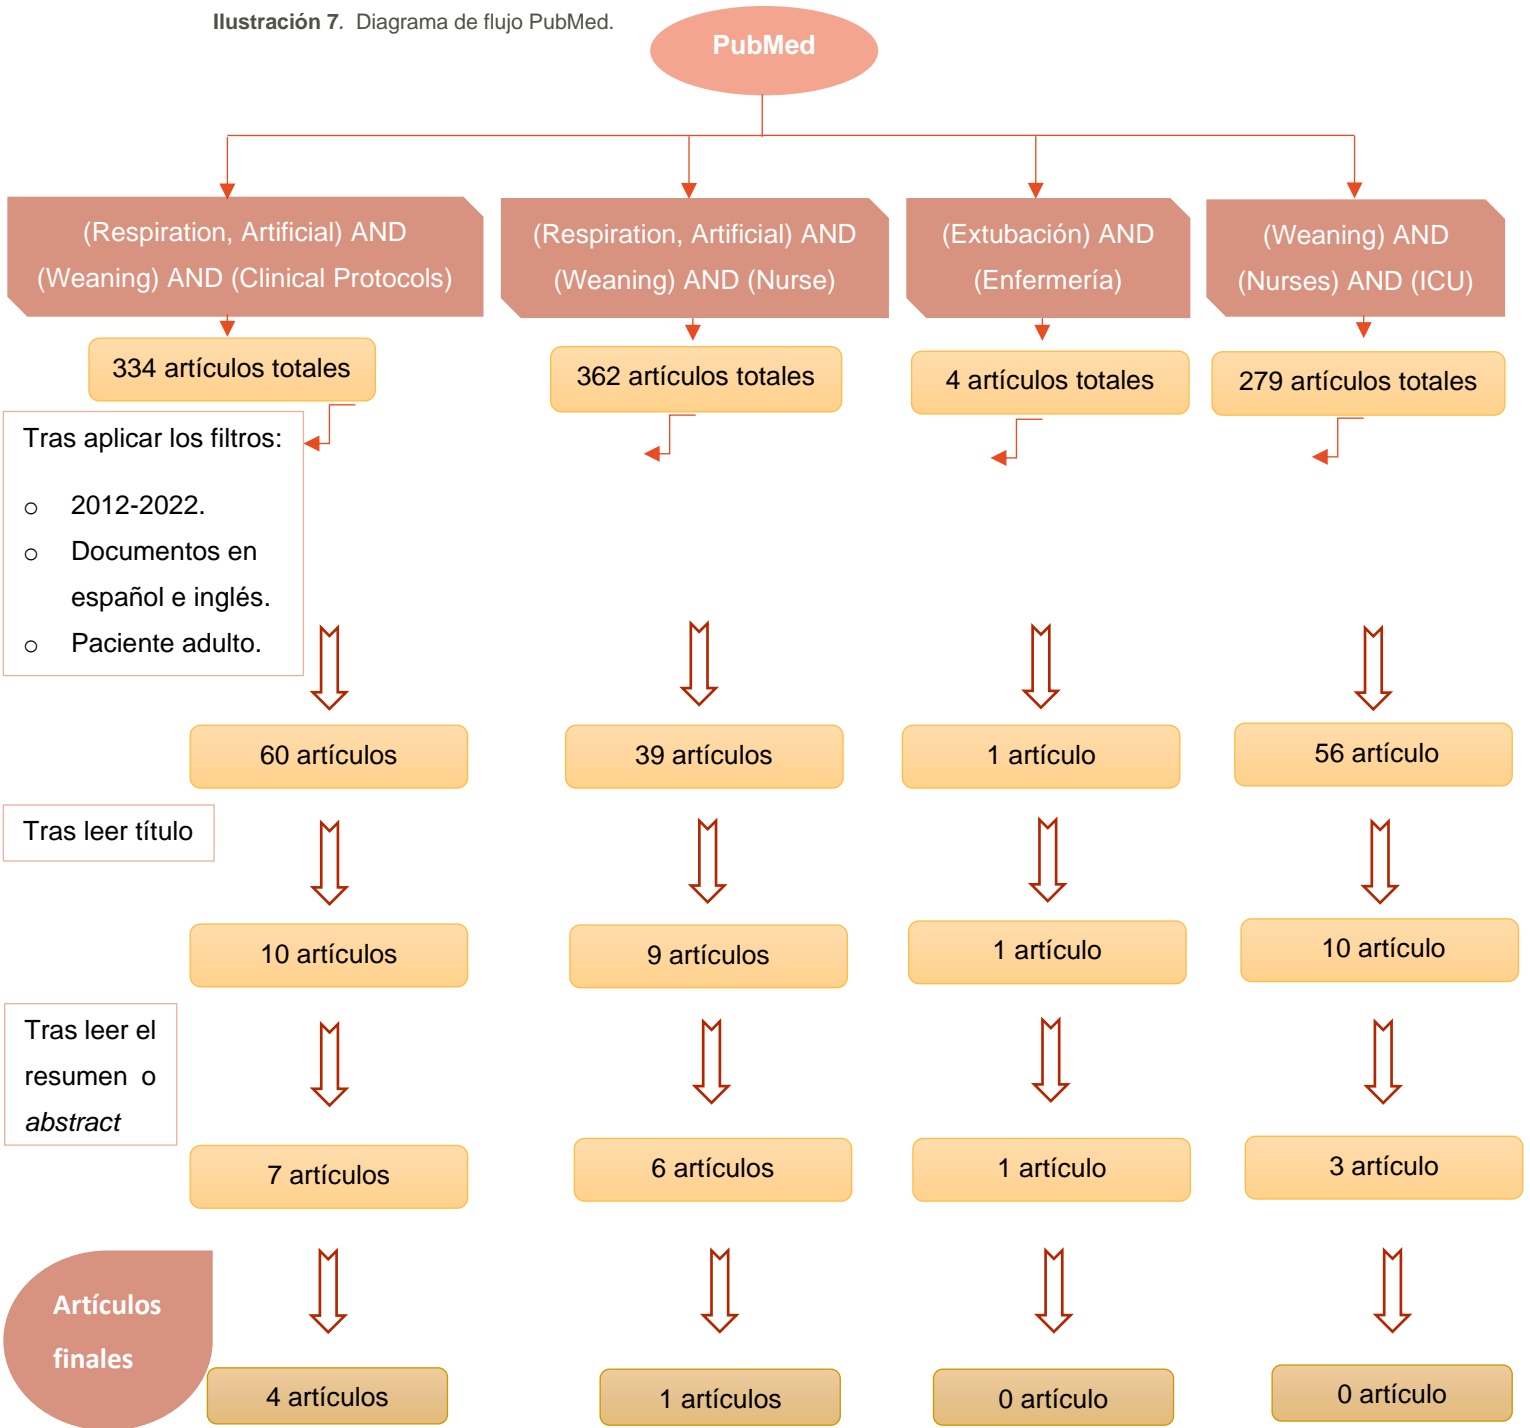 Ilustración 7. Diagrama de flujo PubMed.
PubMed
(Respiration, Artificial) AND
(Weaning) AND (Clinical Protocols)
(Respiration, Artificial) AND
(Weaning) AND (Nurse)
(Extubación) AND
(Enfermería)
(Weaning) AND
(Nurses) AND (ICU)
334 artículos totales
362 artículos totales
4 artículos totales
279 artículos totales
Tras aplicar los filtros:
o 2012-2022.
o Documentos en
español e inglés.
o Paciente adulto.
60 artículos
39 artículos
1 artículo
56 artículo
Tras leer título
10 artículos
9 artículos
1 artículo
10 artículo
Tras leer el
resumen o
abstract
7 artículos
6 artículos
1 artículo
3 artículo
Artículos
finales
4 artículos
1 artículos
0 artículo
0 artículo